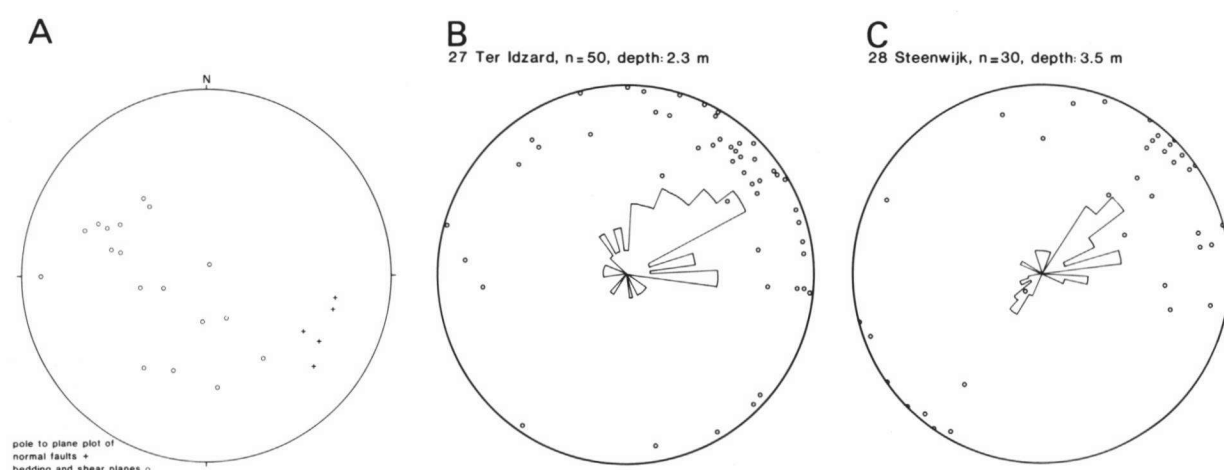 A
B
C
27 Ter Idzard, n=50, depth: 2.3 m
28 Steenwijk, n=30, depth: 3.5 m
N
pole to plane plot of
normal faults +
bedding and shear planes o